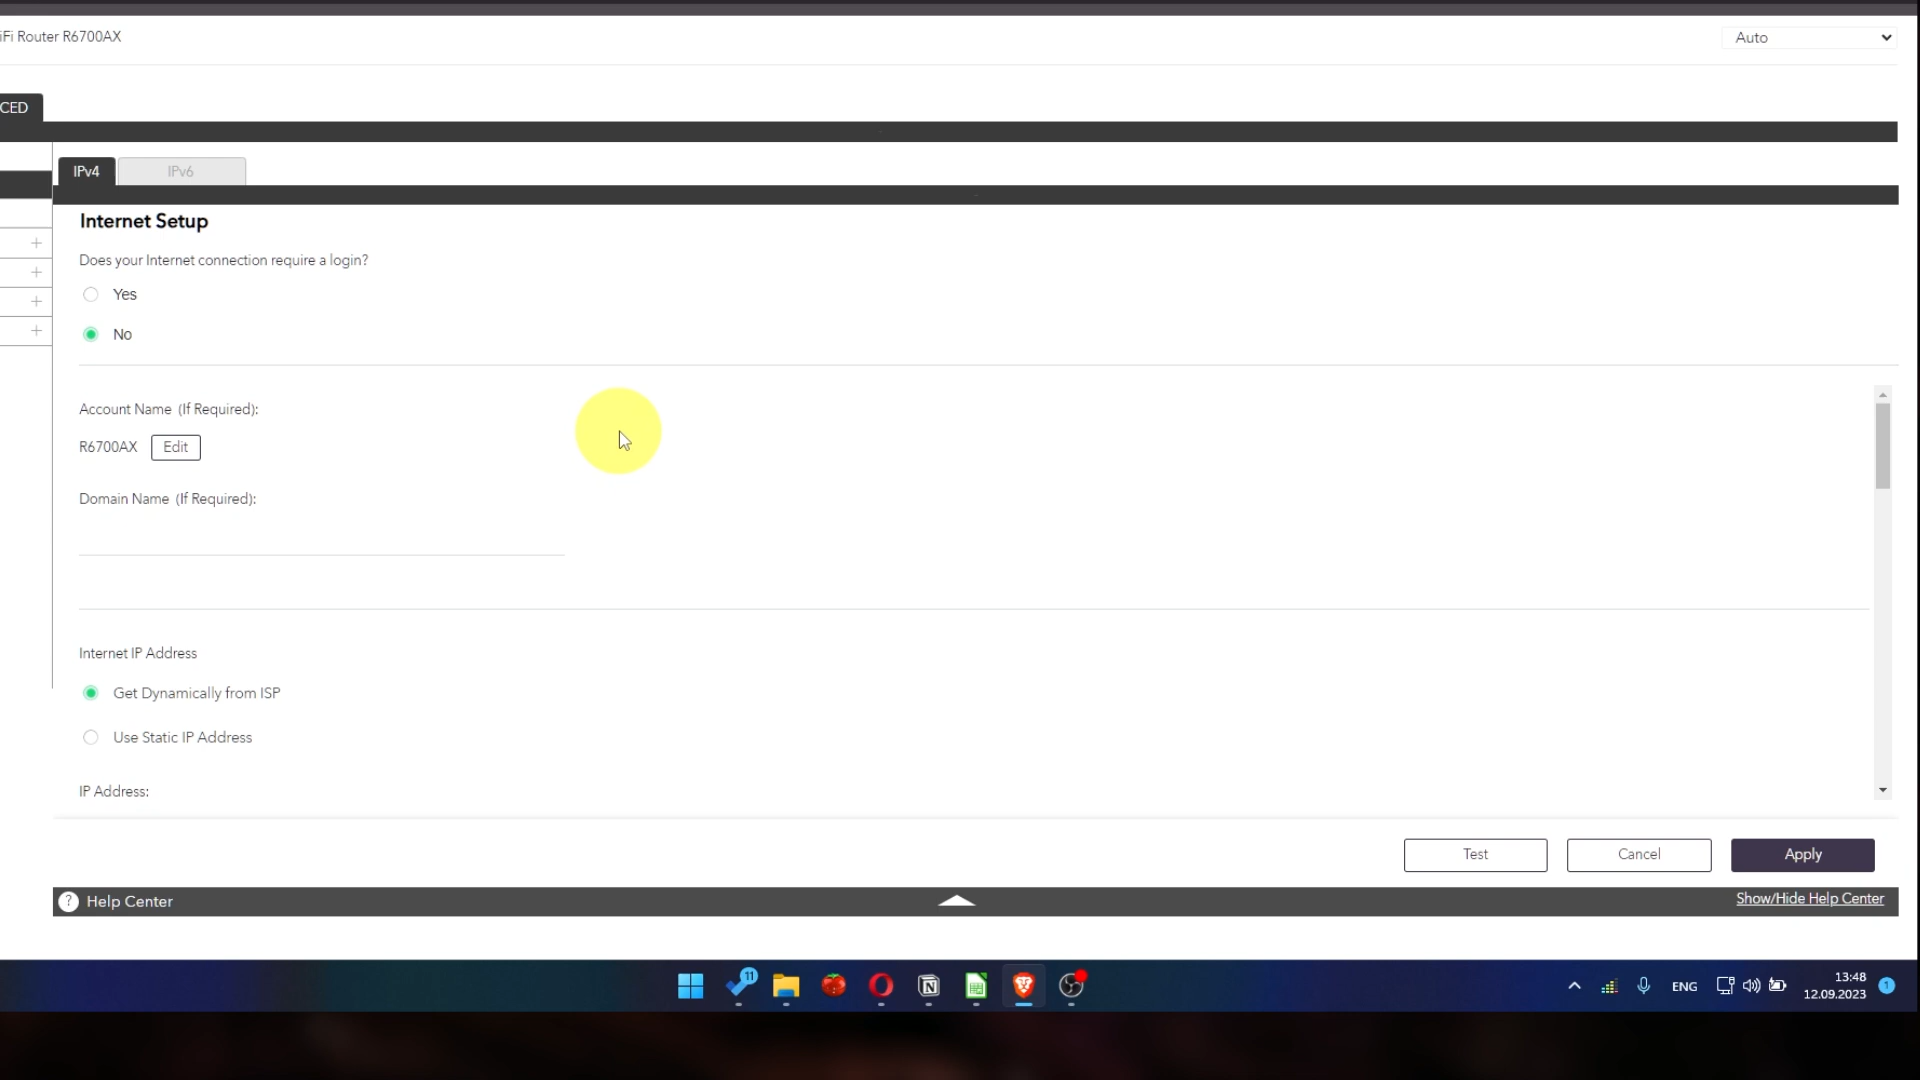 iFi Router R6700AX
Auto
CED
IPv4
IPv6
Internet Setup
Does your Internet connection require a login?
Yes
No
Account Name (If Required):
R6700AX
Edit
Domain Name (If Required):
Internet IP Address
Get Dynamically from ISP
Use Static IP Address
IP Address:
Test
Cancel
Apply
? Help Center
Show/Hide Help Center
11
ENG
13:48
12.09.2023
1